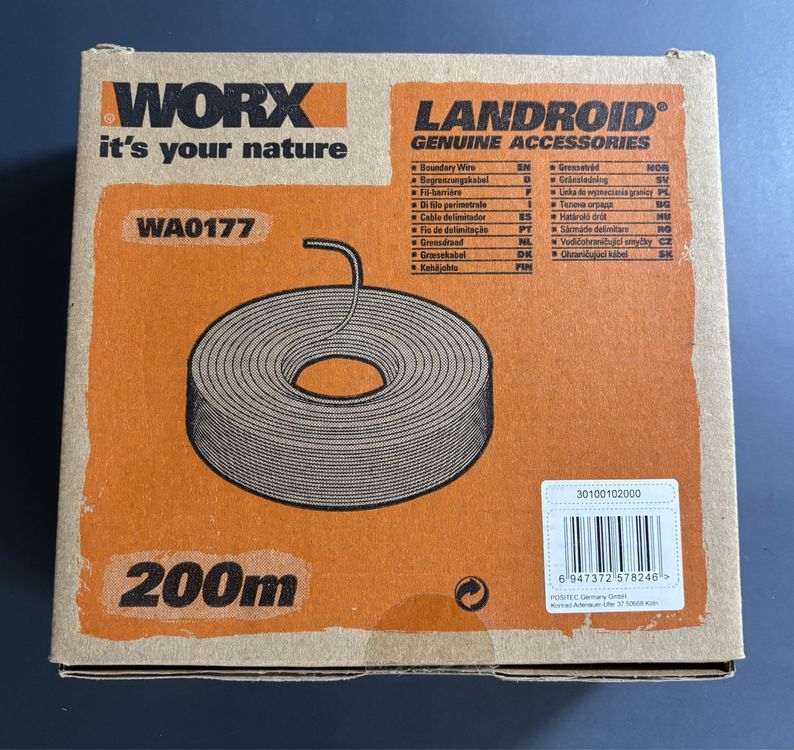 WORX®
it's your nature
LANDROID®
GENUINE ACCESSORIES
Boundary Wire EN
Begrenzungskabel D
Fil-barrière F
Di filo perimetrele I
Cable delimitador ES
Fio de delimitação PT
Grensdraad NL
Græsekabel DK
Kehäjohto FIN
Grensetråd NOR
Gränsledning SV
Linka do wyznaczania granicy PL
Телена ограда BG
Határoló drót HU
Sârmăde delimitare RO
Vodičohraničující smyčky CZ
Ohraničujúci kábel SK
WA0177
200m
30100102000
6 947372 578246 >
POSITEC Germany GmbH
Konrad-Adenauer-Ufer 37 50668 Köln